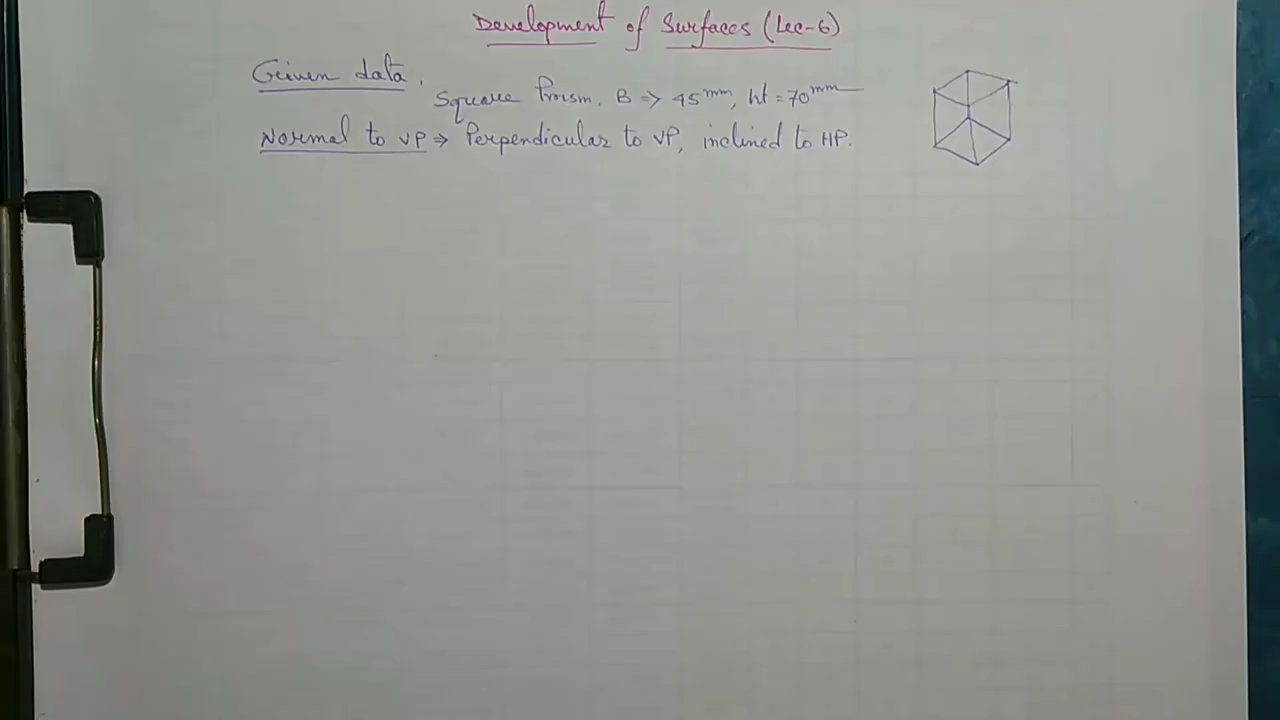 Development of Surfaces (Lec-6)
Given data.
Square Prism. B => 45mm, ht = 70mm
Normal to VP => Perpendicular to VP, inclined to HP.